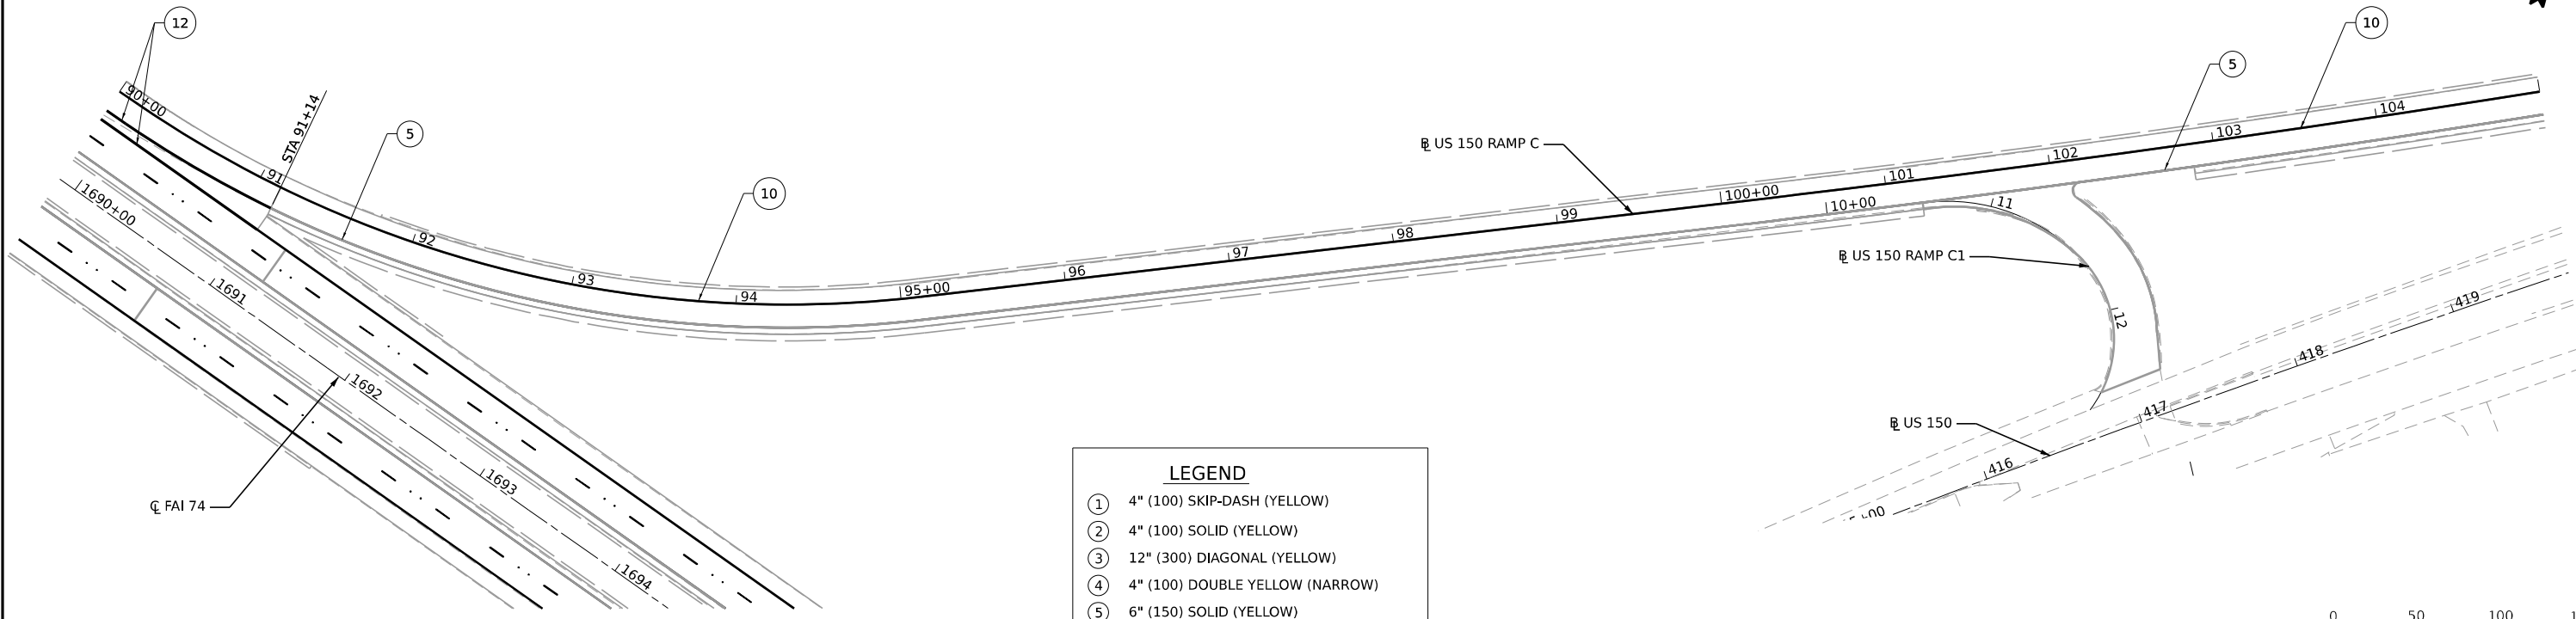 12
10
5
90+00
STA 91+14
5
104
103
℄ US 150 RAMP C
102
91
101
10
100+00
1690+00
10+00
11
99
92
98
97
℄ US 150 RAMP C1
96
93
95+00
94
1691
419
12
418
1692
417
℄ US 150
416
LEGEND
1693
1 4" (100) SKIP-DASH (YELLOW)
℄ FAI 74
2 4" (100) SOLID (YELLOW)
3 12" (300) DIAGONAL (YELLOW)
1694
4 4" (100) DOUBLE YELLOW (NARROW)
5 6" (150) SOLID (YELLOW)
0 50 100